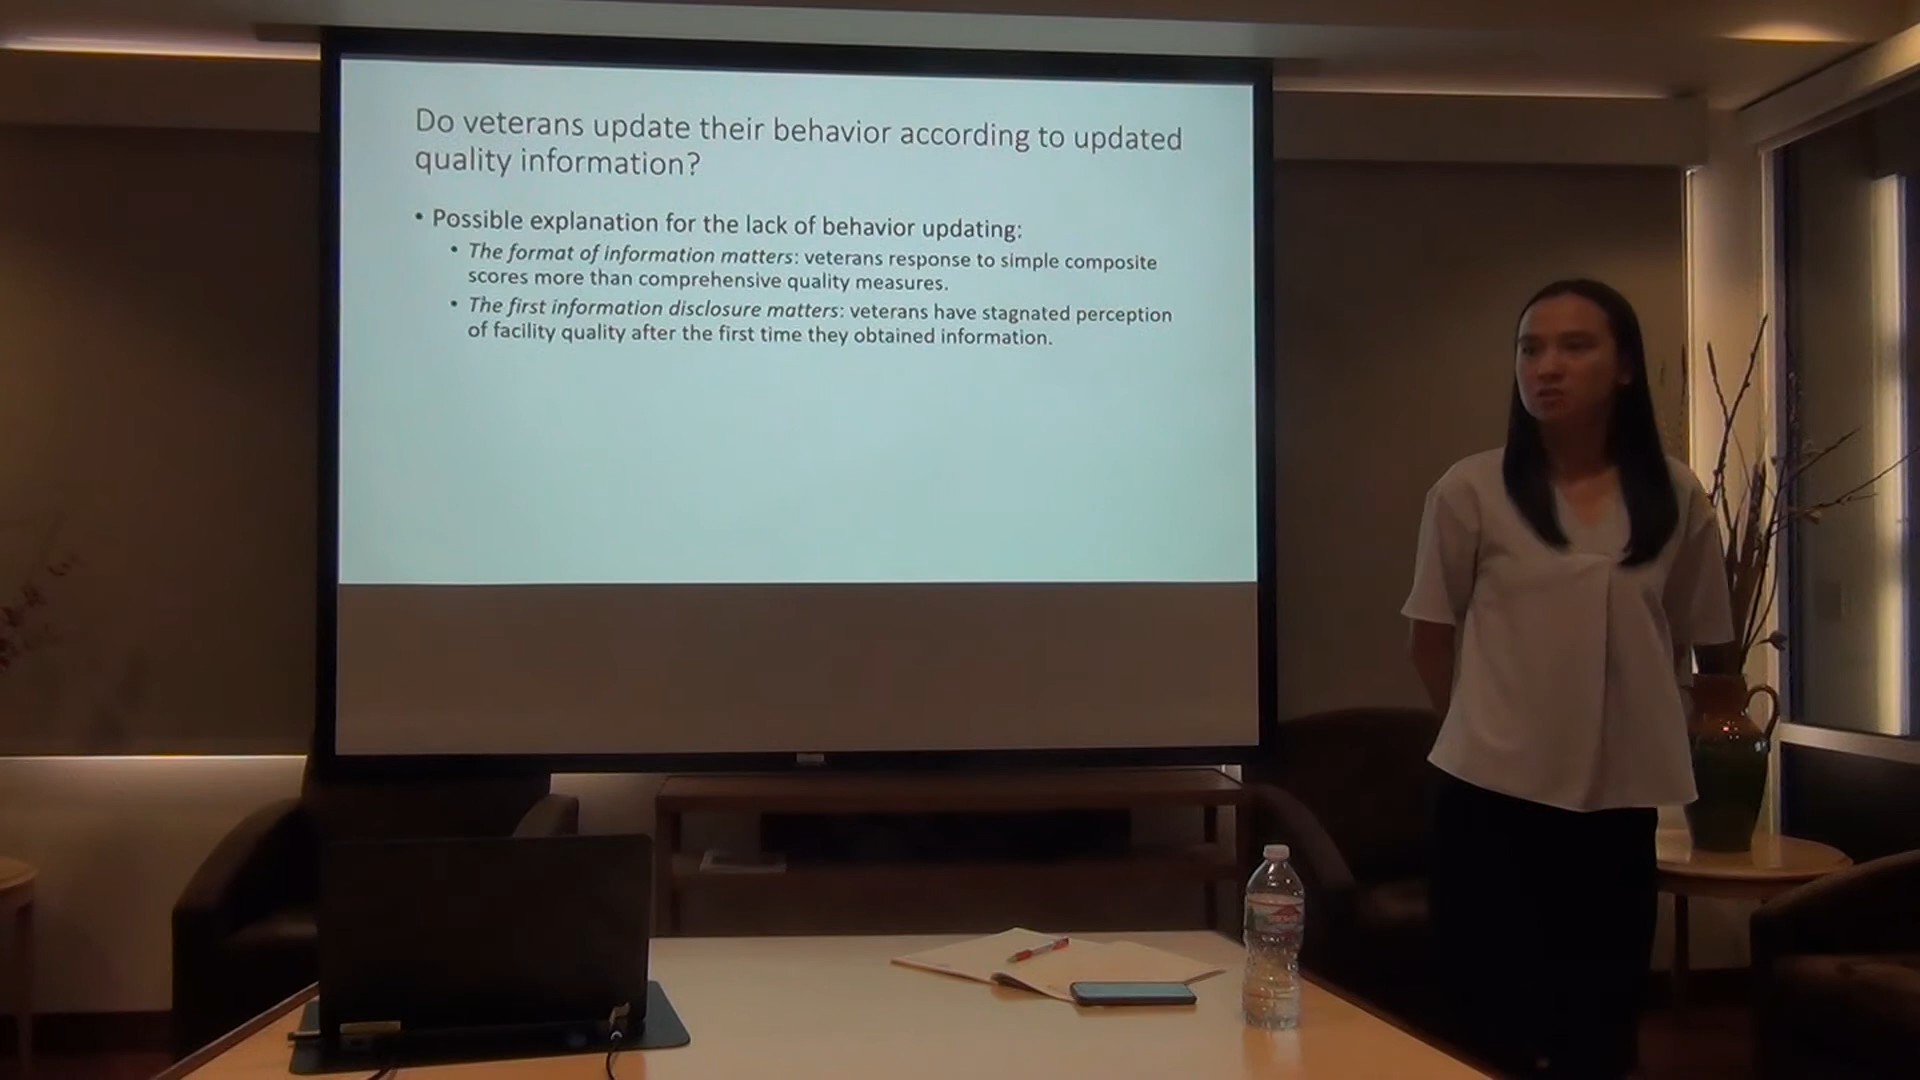 Do veterans update their behavior according to updated
quality information?
• Possible explanation for the lack of behavior updating:
• The format of information matters: veterans response to simple composite
scores more than comprehensive quality measures.
• The first information disclosure matters: veterans have stagnated perception
of facility quality after the first time they obtained information.